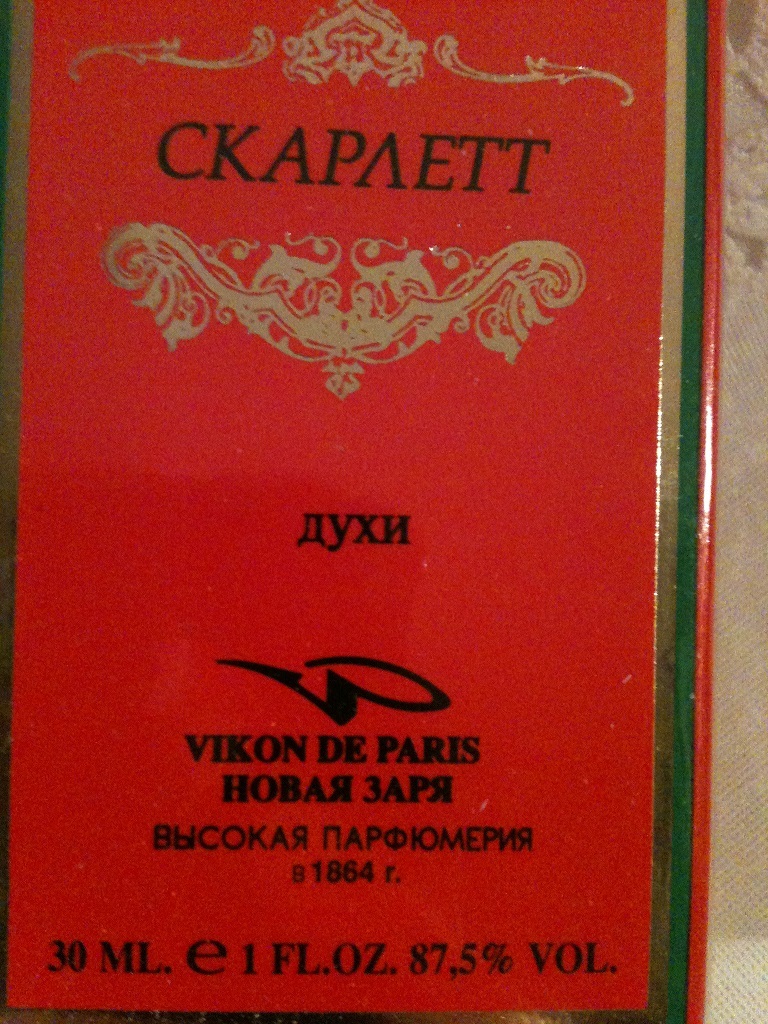 СКАРЛЕТТ
ДУХИ
VIKON DE PARIS
НОВАЯ ЗАРЯ
ВЫСОКАЯ ПАРФЮМЕРИЯ
в 1864 г.
30 ML. ℮ 1 FL.OZ. 87,5% VOL.